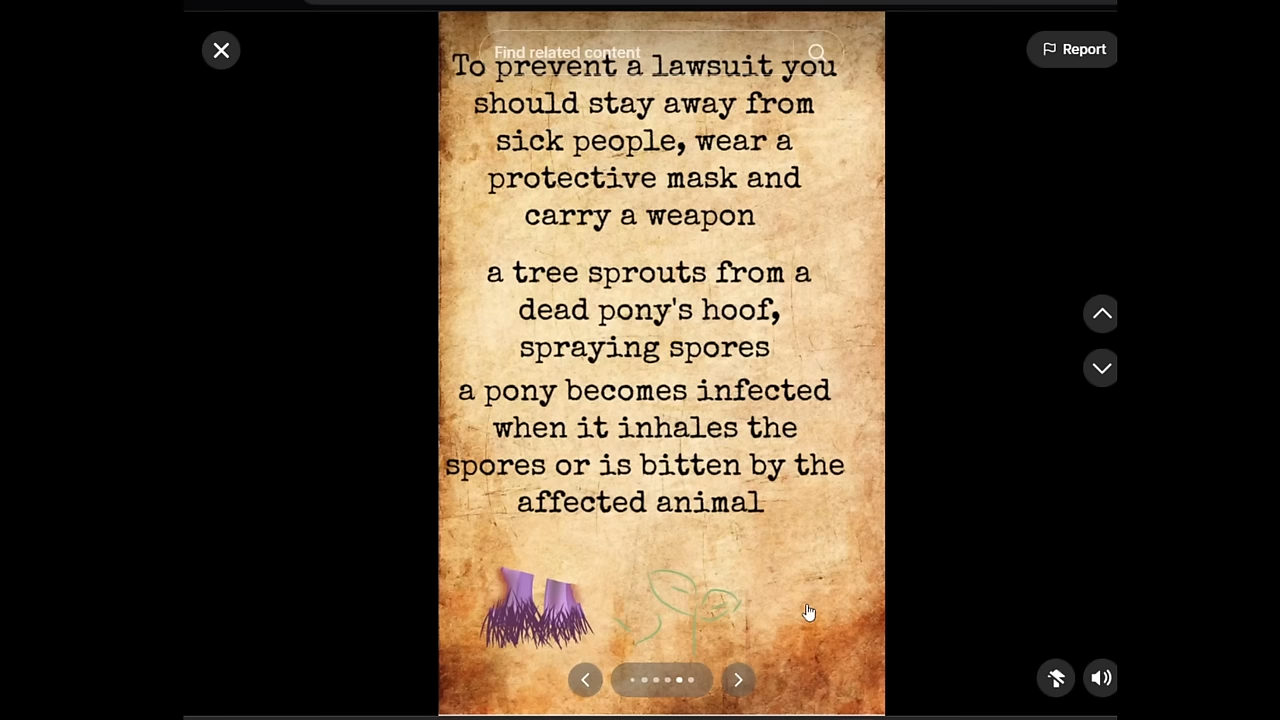 Find related content
Report
To prevent a lawsuit you
should stay away from
sick people, wear a
protective mask and
carry a weapon
a tree sprouts from a
dead pony's hoof,
spraying spores
a pony becomes infected
when it inhales the
spores or is bitten by the
affected animal